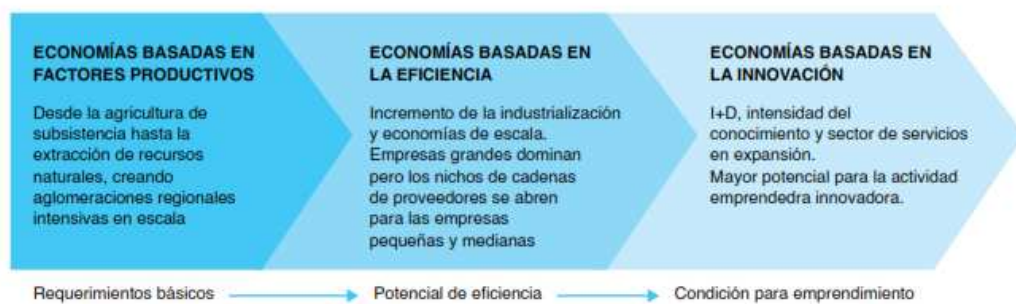 ECONOMÍAS BASADAS EN
FACTORES PRODUCTIVOS
Desde la agricultura de
subsistencia hasta la
extracción de recursos
naturales, creando
aglomeraciones regionales
intensivas en escala
ECONOMÍAS BASADAS EN
LA EFICIENCIA
Incremento de la industrialización
y economías de escala.
Empresas grandes dominan
pero los nichos de cadenas
de proveedores se abren
para las empresas
pequeñas y medianas
ECONOMÍAS BASADAS EN
LA INNOVACIÓN
I+D, intensidad del
conocimiento y sector de servicios
en expansión.
Mayor potencial para la actividad
emprendedra innovadora.
Requerimientos básicos
Potencial de eficiencia
Condición para emprendimiento